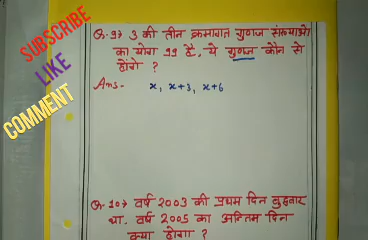 SUBSCRIBE
LIKE
COMMENT
Q.9→ 3 की तीन क्रमागत गुणज संख्याओ
का योग 99 है, ये गुणज कौन से
होंगे ?
Ans- x, x+3, x+6
Q.10→ वर्ष 2003 की प्रथम दिन बुधवार
था. वर्ष 2005 का अन्तिम दिन
क्या होगा ?